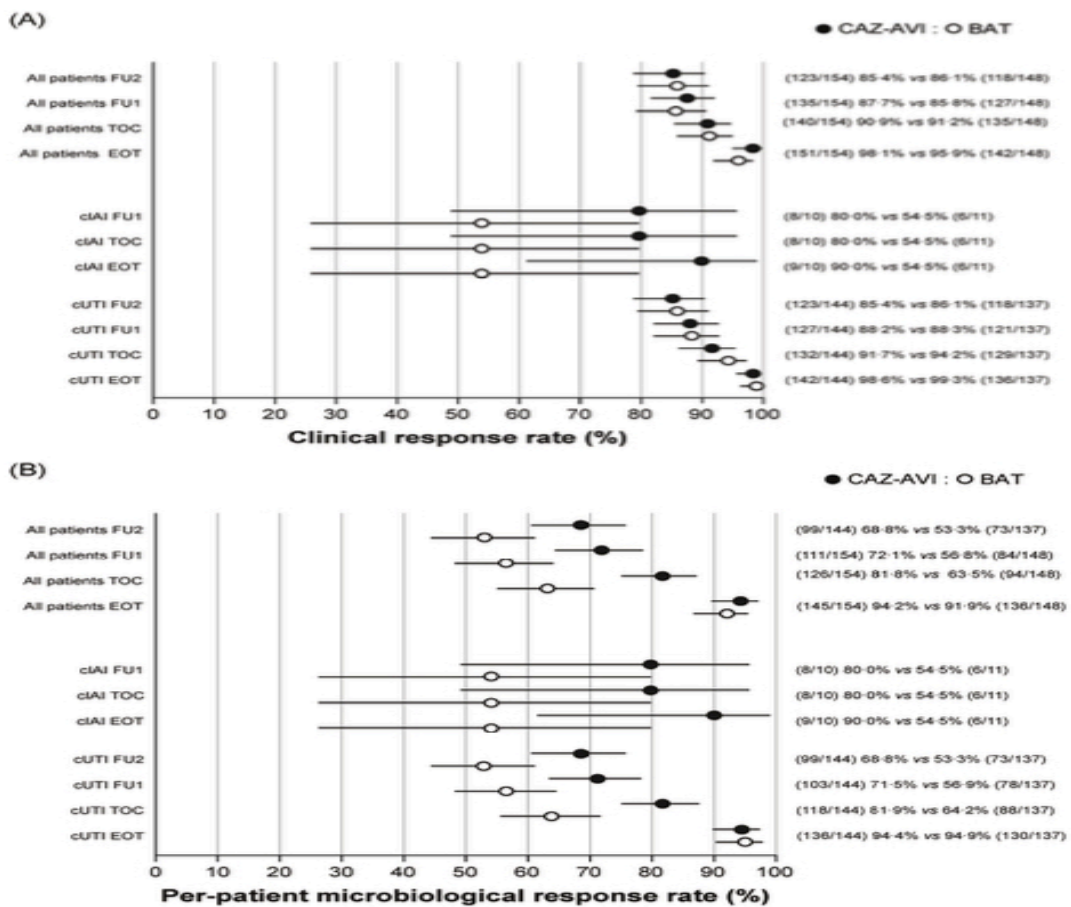 (A)
● CAZ-AVI : O BAT
All patients FU2 (123/154) 85·4% vs 86·1% (118/148)
All patients FU1 (135/154) 87·7% vs 85·8% (127/148)
All patients TOC (140/154) 90·9% vs 91·2% (135/148)
All patients EOT (151/154) 98·1% vs 95·9% (142/148)
cIAI FU1 (8/10) 80·0% vs 54·5% (6/11)
cIAI TOC (8/10) 80·0% vs 54·5% (6/11)
cIAI EOT (9/10) 90·0% vs 54·5% (6/11)
cUTI FU2 (123/144) 85·4% vs 86·1% (118/137)
cUTI FU1 (127/144) 88·2% vs 88·3% (121/137)
cUTI TOC (132/144) 91·7% vs 94·2% (129/137)
cUTI EOT (142/144) 98·6% vs 99·3% (136/137)
0 10 20 30 40 50 60 70 80 90 100
Clinical response rate (%)
(B)
● CAZ-AVI : O BAT
All patients FU2 (99/144) 68·8% vs 53·3% (73/137)
All patients FU1 (111/154) 72·1% vs 56·8% (84/148)
All patients TOC (126/154) 81·8% vs 63·5% (94/148)
All patients EOT (145/154) 94·2% vs 91·9% (136/148)
cIAI FU1 (8/10) 80·0% vs 54·5% (6/11)
cIAI TOC (8/10) 80·0% vs 54·5% (6/11)
cIAI EOT (9/10) 90·0% vs 54·5% (6/11)
cUTI FU2 (99/144) 68·8% vs 53·3% (73/137)
cUTI FU1 (103/144) 71·5% vs 56·9% (78/137)
cUTI TOC (118/144) 81·9% vs 64·2% (88/137)
cUTI EOT (136/144) 94·4% vs 94·9% (130/137)
0 10 20 30 40 50 60 70 80 90 100
Per-patient microbiological response rate (%)